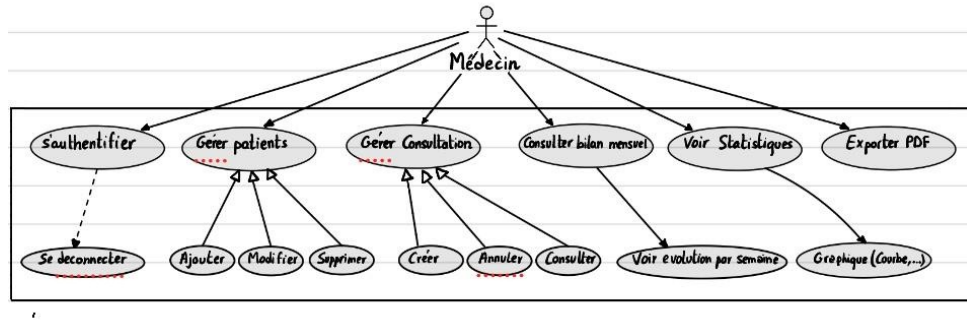 Médecin
s'authentifier
Gérer patients
Gérer Consultation
Consulter bilan mensuel
Voir Statistiques
Exporter PDF
Se deconnecter
Ajouter
Modifier
Supprimer
Créer
Annuler
Consulter
Voir evolution par semaine
Graphique (Courbe,...)